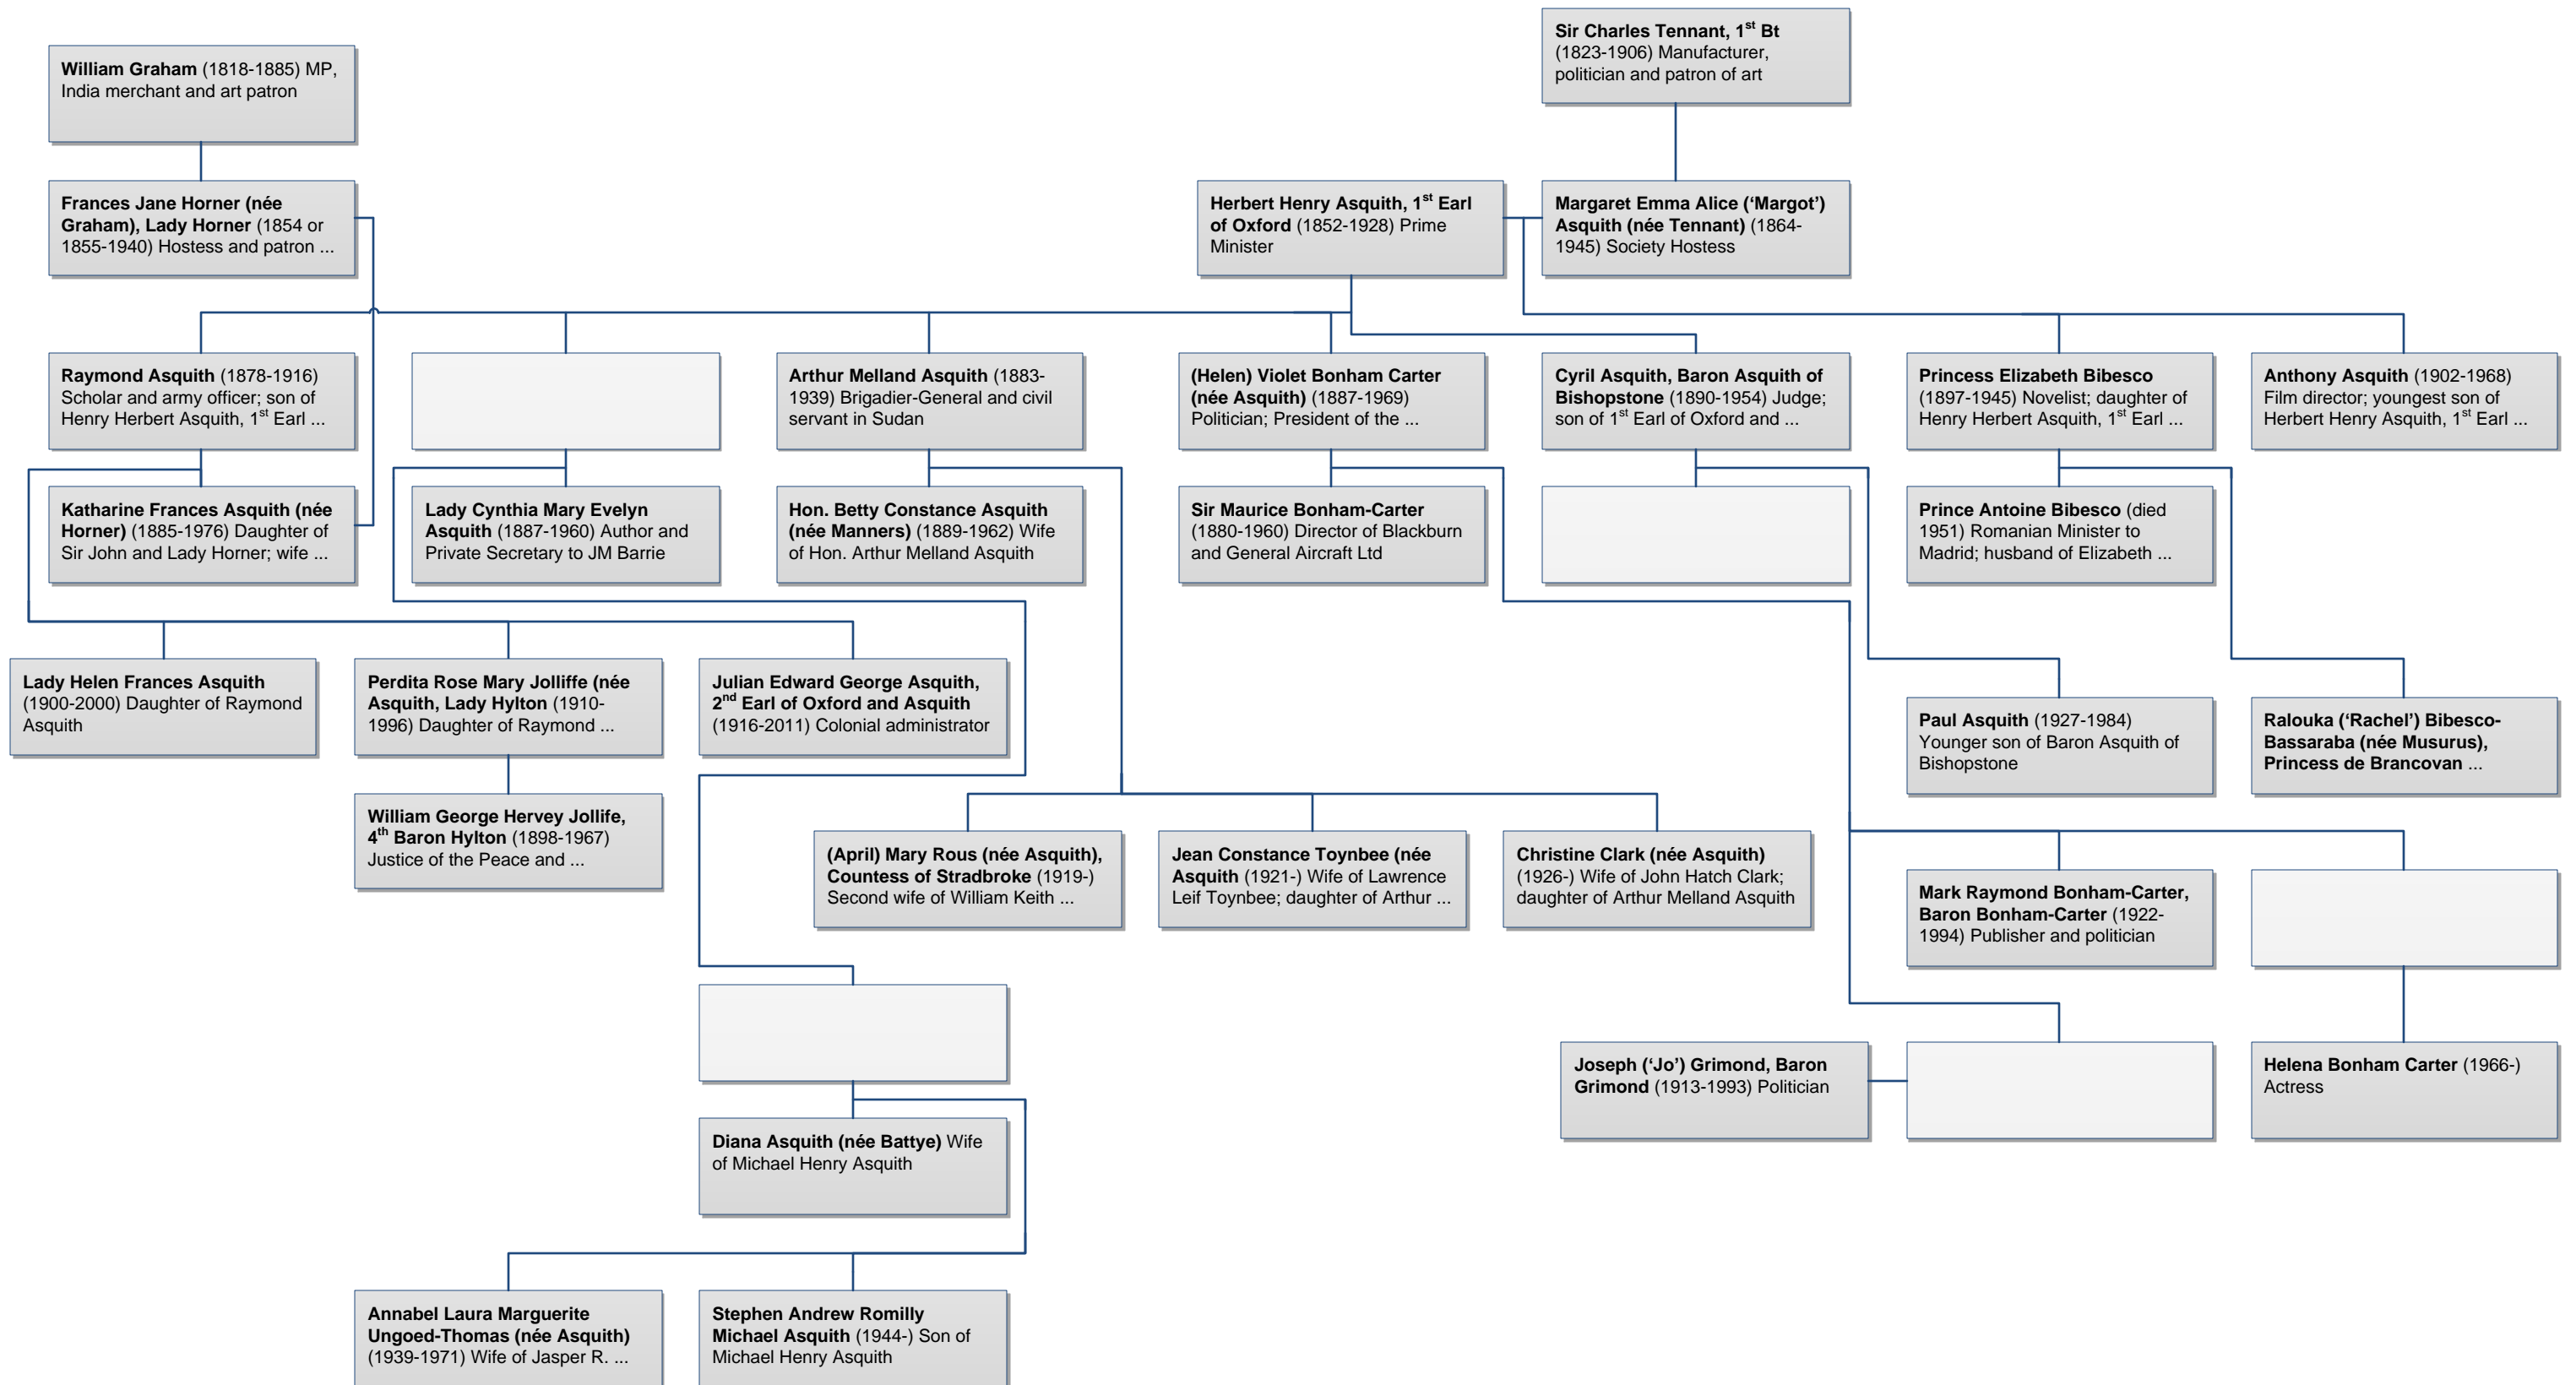 Sir Charles Tennant, 1st Bt
(1823-1906) Manufacturer,
politician and patron of art
William Graham (1818-1885) MP,
India merchant and art patron
Frances Jane Horner (née
Graham), Lady Horner (1854 or
1855-1940) Hostess and patron ...
Herbert Henry Asquith, 1st Earl
of Oxford (1852-1928) Prime
Minister
Margaret Emma Alice (‘Margot’)
Asquith (née Tennant) (1864-
1945) Society Hostess
Raymond Asquith (1878-1916)
Scholar and army officer; son of
Henry Herbert Asquith, 1st Earl ...
Arthur Melland Asquith (1883-
1939) Brigadier-General and civil
servant in Sudan
(Helen) Violet Bonham Carter
(née Asquith) (1887-1969)
Politician; President of the ...
Cyril Asquith, Baron Asquith of
Bishopstone (1890-1954) Judge;
son of 1st Earl of Oxford and ...
Princess Elizabeth Bibesco
(1897-1945) Novelist; daughter of
Henry Herbert Asquith, 1st Earl ...
Anthony Asquith (1902-1968)
Film director; youngest son of
Herbert Henry Asquith, 1st Earl ...
Katharine Frances Asquith (née
Horner) (1885-1976) Daughter of
Sir John and Lady Horner; wife ...
Lady Cynthia Mary Evelyn
Asquith (1887-1960) Author and
Private Secretary to JM Barrie
Hon. Betty Constance Asquith
(née Manners) (1889-1962) Wife
of Hon. Arthur Melland Asquith
Sir Maurice Bonham-Carter
(1880-1960) Director of Blackburn
and General Aircraft Ltd
Prince Antoine Bibesco (died
1951) Romanian Minister to
Madrid; husband of Elizabeth ...
Lady Helen Frances Asquith
(1900-2000) Daughter of Raymond
Asquith
Perdita Rose Mary Jolliffe (née
Asquith, Lady Hylton (1910-
1996) Daughter of Raymond ...
Julian Edward George Asquith,
2nd Earl of Oxford and Asquith
(1916-2011) Colonial administrator
Paul Asquith (1927-1984)
Younger son of Baron Asquith of
Bishopstone
Ralouka (‘Rachel’) Bibesco-
Bassaraba (née Musurus),
Princess de Brancovan ...
William George Hervey Jollife,
4th Baron Hylton (1898-1967)
Justice of the Peace and ...
(April) Mary Rous (née Asquith),
Countess of Stradbroke (1919-)
Second wife of William Keith ...
Jean Constance Toynbee (née
Asquith (1921-) Wife of Lawrence
Leif Toynbee; daughter of Arthur ...
Christine Clark (née Asquith)
(1926-) Wife of John Hatch Clark;
daughter of Arthur Melland Asquith
Mark Raymond Bonham-Carter,
Baron Bonham-Carter (1922-
1994) Publisher and politician
Joseph (‘Jo’) Grimond, Baron
Grimond (1913-1993) Politician
Helena Bonham Carter (1966-)
Actress
Diana Asquith (née Battye) Wife
of Michael Henry Asquith
Annabel Laura Marguerite
Ungoed-Thomas (née Asquith)
(1939-1971) Wife of Jasper R. ...
Stephen Andrew Romilly
Michael Asquith (1944-) Son of
Michael Henry Asquith